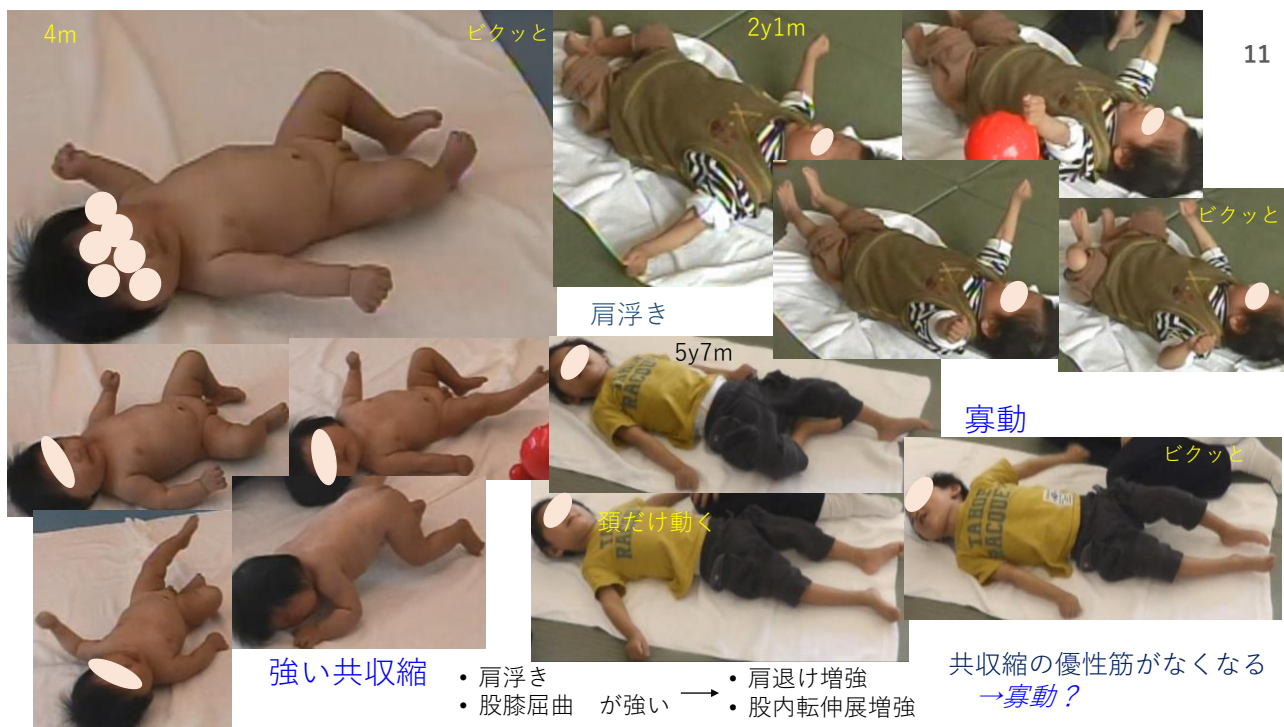 4m
ビクッと
2y1m
11
ビクッと
肩浮き
5y7m
寡動
ビクッと
頚だけ動く
TAHOE
RACQUE
強い共収縮
• 肩浮き
• 股膝屈曲 が強い
• 肩退け増強
• 股内転伸展増強
共収縮の優性筋がなくなる
→寡動？